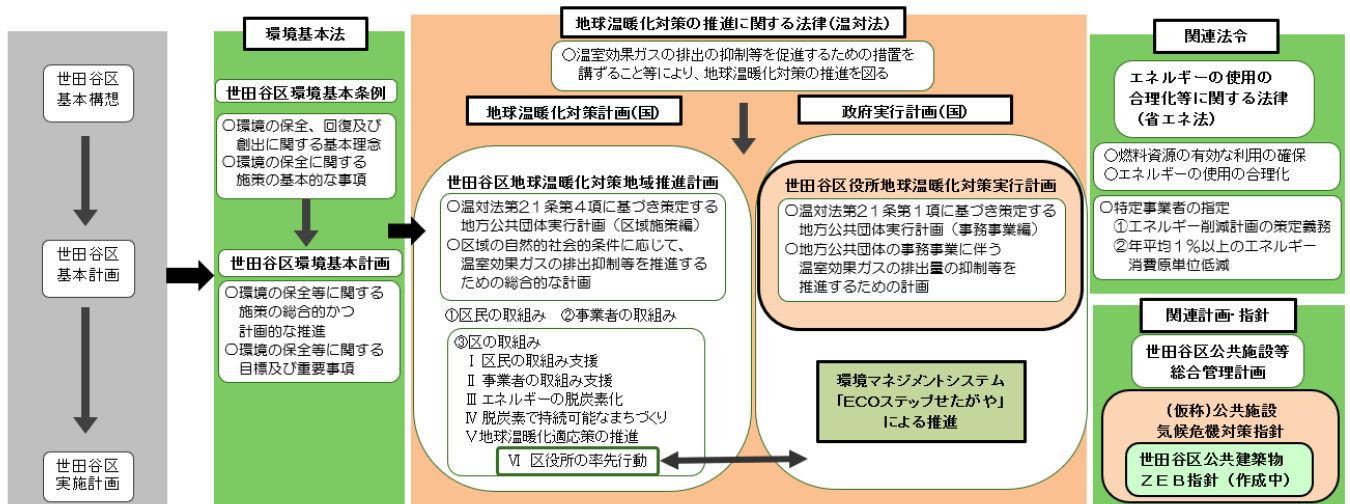 世田谷区
基本構想
世田谷区
基本計画
世田谷区
実施計画
環境基本法
世田谷区環境基本条例
○環境の保全、回復及び
創出に関する基本理念
○環境の保全に関する
施策の基本的な事項
世田谷区環境基本計画
○環境の保全等に関する
施策の総合的かつ
計画的な推進
○環境の保全等に関する
目標及び重要事項
地球温暖化対策の推進に関する法律(温対法)
○温室効果ガスの排出の抑制等を促進するための措置を
講ずること等により、地球温暖化対策の推進を図る
地球温暖化対策計画(国)
世田谷区地球温暖化対策地域推進計画
○温対法第21条第4項に基づき策定する
地方公共団体実行計画（区域施策編）
○区域の自然的社会的条件に応じて、
温室効果ガスの排出抑制等を推進する
ための総合的な計画
①区民の取組み　②事業者の取組み
③区の取組み
Ⅰ 区民の取組み支援
Ⅱ 事業者の取組み支援
Ⅲ エネルギーの脱炭素化
Ⅳ 脱炭素で持続可能なまちづくり
Ⅴ地球温暖化適応策の推進
Ⅵ 区役所の率先行動
政府実行計画(国)
世田谷区役所地球温暖化対策実行計画
○温対法第21条第1項に基づき策定する
地方公共団体実行計画（事務事業編）
○地方公共団体の事務事業に伴う
温室効果ガスの排出量の抑制等を
推進するための計画
環境マネジメントシステム
「ECOステップせたがや」
による推進
関連法令
エネルギーの使用の
合理化等に関する法律
(省エネ法)
○燃料資源の有効な利用の確保
○エネルギーの使用の合理化
○特定事業者の指定
①エネルギー削減計画の策定義務
②年平均1％以上のエネルギー
消費原単位低減
関連計画・指針
世田谷区公共施設等
総合管理計画
(仮称)公共施設
気候危機対策指針
世田谷区公共建築物
ＺＥＢ指針（作成中）